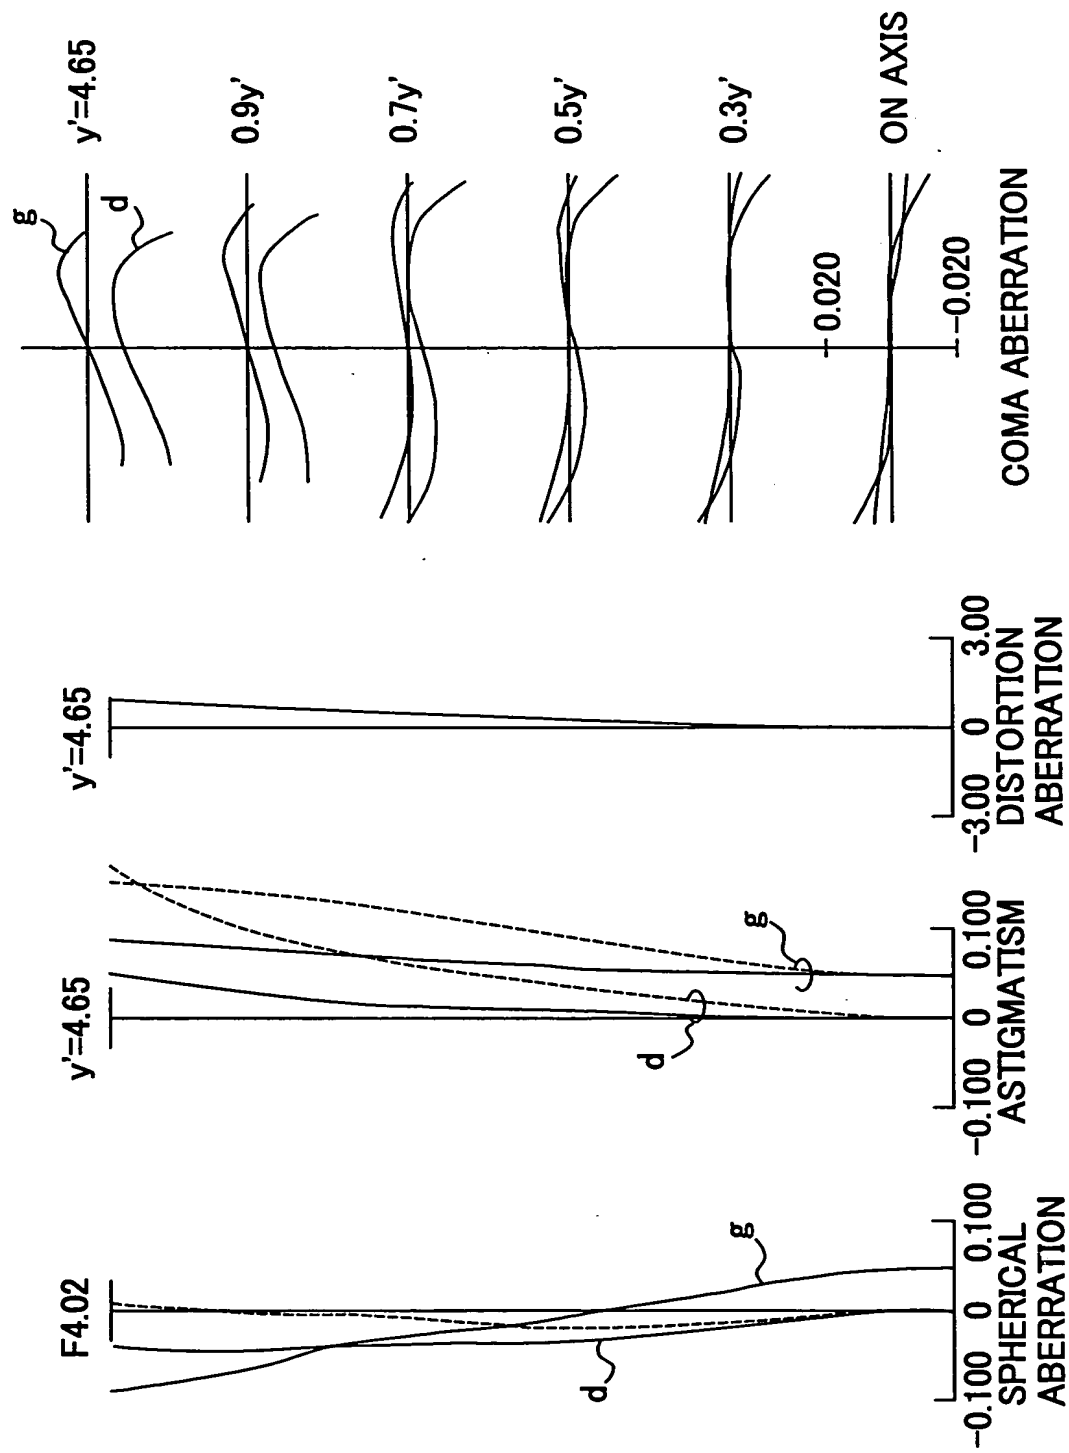 F4.02
g
d
-0.100 0 0.100
SPHERICAL
ABERRATION
y'=4.65
g
d
-0.100 0 0.100
ASTIGMATISM
y'=4.65
-3.00 0 3.00
DISTORTION
ABERRATION
g
d
y'=4.65
0.9y'
0.7y'
0.5y'
0.3y'
0.020
ON AXIS
-0.020
COMA ABERRATION